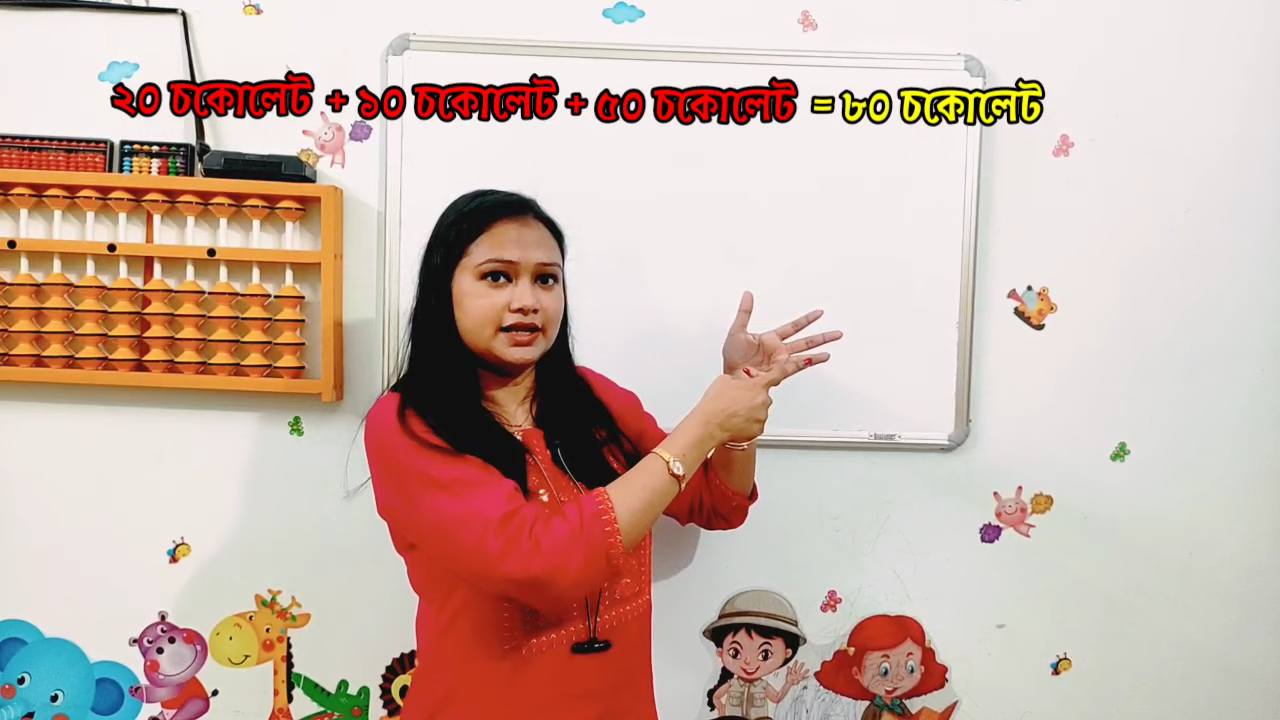 ২০ চকোলেট + ১০ চকোলেট + ৫০ চকোলেট = ৮০ চকোলেট